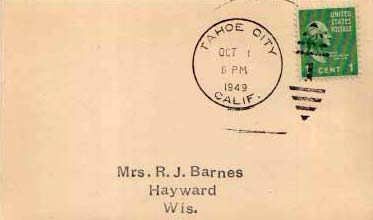 TAHOE CITY
OCT 1
6 PM
1949
CALIF.
UNITED
STATES
POSTAGE
1 CENT 1
Mrs. R. J. Barnes
Hayward
Wis.